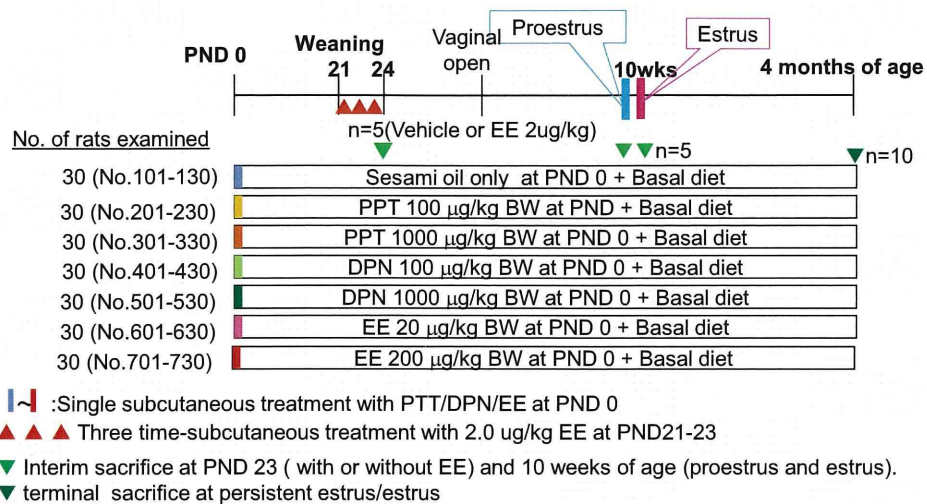 Proestrus
Estrus
Vaginal
open
Weaning
PND 0
21 24
10wks
4 months of age
n=5(Vehicle or EE 2ug/kg)
n=5
n=10
No. of rats examined
30 (No.101-130) Sesami oil only at PND 0 + Basal diet
30 (No.201-230) PPT 100 µg/kg BW at PND + Basal diet
30 (No.301-330) PPT 1000 µg/kg BW at PND 0 + Basal diet
30 (No.401-430) DPN 100 µg/kg BW at PND 0 + Basal diet
30 (No.501-530) DPN 1000 µg/kg BW at PND 0 + Basal diet
30 (No.601-630) EE 20 µg/kg BW at PND 0 + Basal diet
30 (No.701-730) EE 200 µg/kg BW at PND 0 + Basal diet
~ :Single subcutaneous treatment with PTT/DPN/EE at PND 0
Three time-subcutaneous treatment with 2.0 ug/kg EE at PND21-23
Interim sacrifice at PND 23 ( with or without EE) and 10 weeks of age (proestrus and estrus).
terminal sacrifice at persistent estrus/estrus